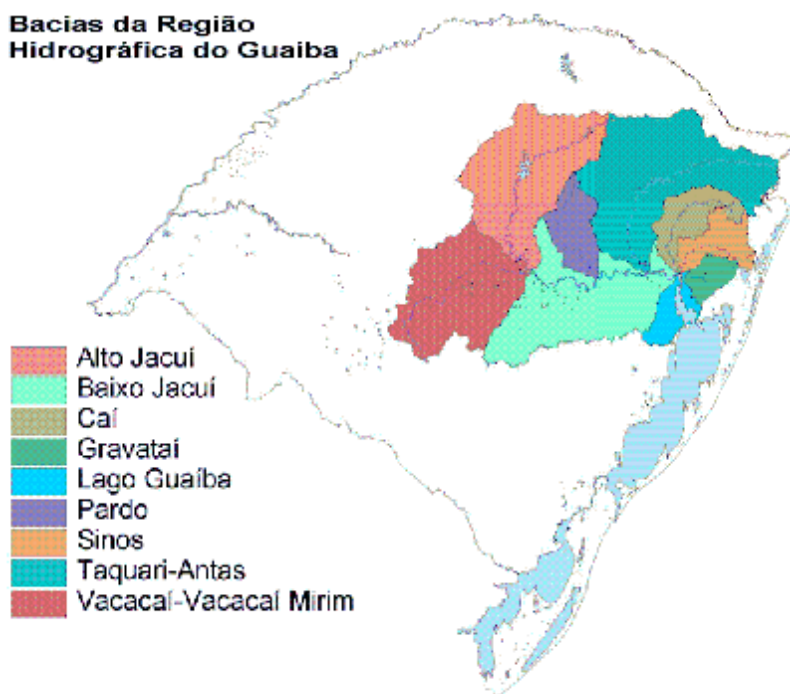 Bacias da Região
Hidrográfica do Guaiba
Alto Jacuí
Baixo Jacuí
Caí
Gravataí
Lago Guaíba
Pardo
Sinos
Taquari-Antas
Vacacaí-Vacacaí Mirim